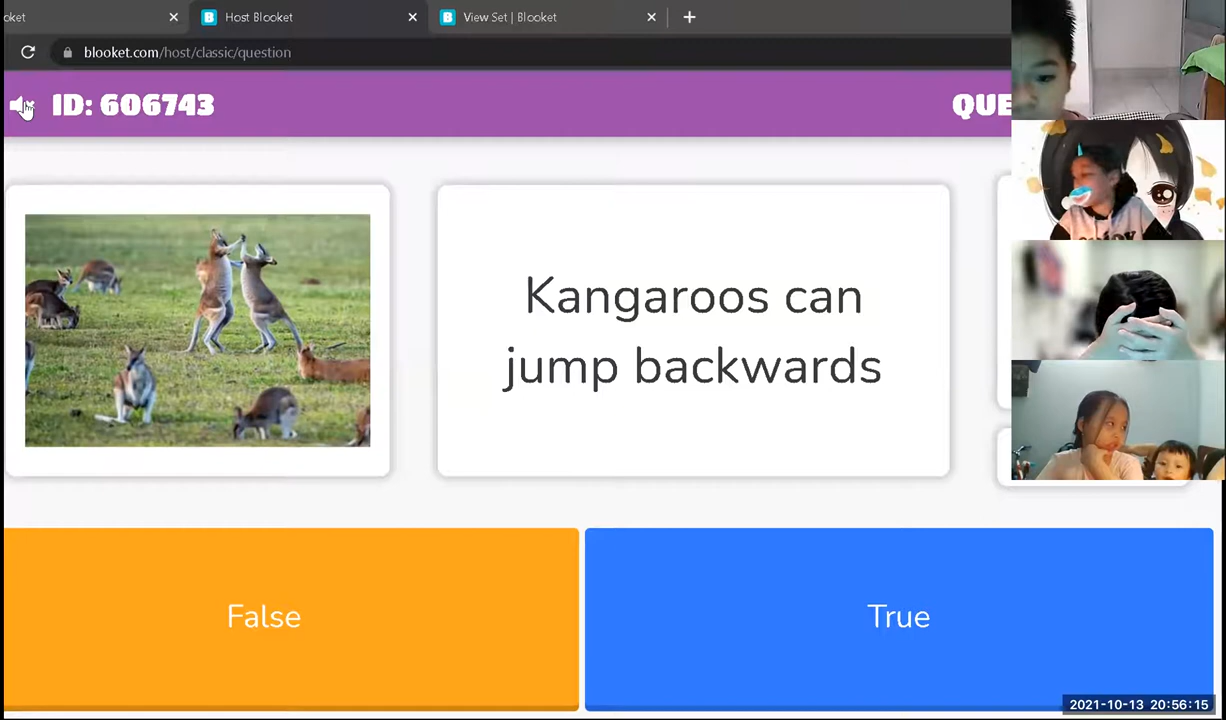 ocket
Host Blooket
View Set | Blooket
blooket.com/host/classic/question
ID: 606743
QUE
Kangaroos can
jump backwards
False
True
2021-10-13 20:56:15